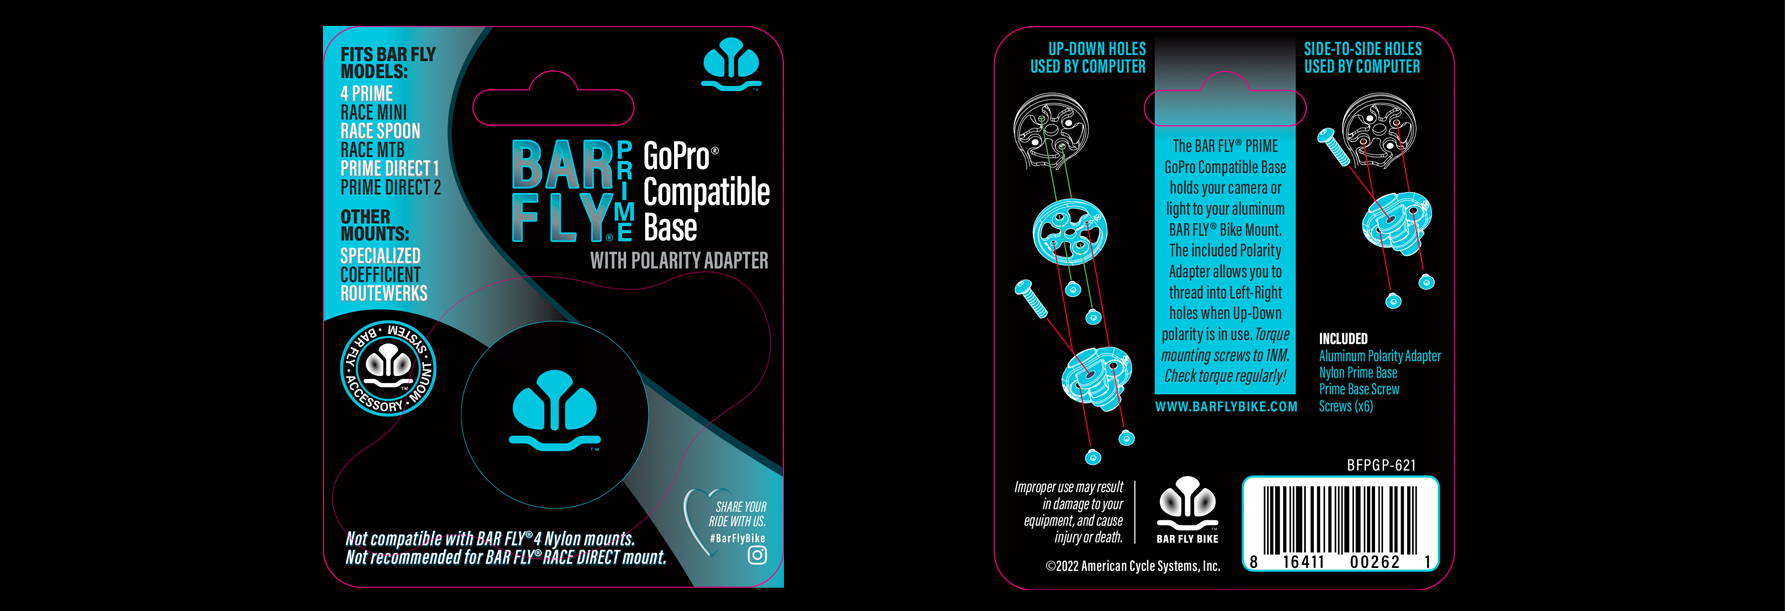 FITS BAR FLY
MODELS:
4 PRIME
RACE MINI
RACE SPOON
RACE MTB
PRIME DIRECT 1
PRIME DIRECT 2
OTHER
MOUNTS:
SPECIALIZED
COEFFICIENT
ROUTEWERKS
BAR FLY • ACCESSORY • MOUNT • SYSTEM •
TM
TM
BAR
FLY®
PRIME
GoPro®
Compatible
Base
WITH POLARITY ADAPTER
TM
SHARE YOUR
RIDE WITH US.
#BarFlyBike
Not compatible with BAR FLY® 4 Nylon mounts.
Not recommended for BAR FLY® RACE DIRECT mount.
UP-DOWN HOLES
USED BY COMPUTER
SIDE-TO-SIDE HOLES
USED BY COMPUTER
The BAR FLY® PRIME
GoPro Compatible Base
holds your camera or
light to your aluminum
BAR FLY® Bike Mount.
The included Polarity
Adapter allows you to
thread into Left-Right
holes when Up-Down
polarity is in use. Torque
mounting screws to 1NM.
Check torque regularly!
WWW.BARFLYBIKE.COM
INCLUDED
Aluminum Polarity Adapter
Nylon Prime Base
Prime Base Screw
Screws (x6)
BFPGP-621
Improper use may result
in damage to your
equipment, and cause
injury or death.
TM
BAR FLY BIKE
©2022 American Cycle Systems, Inc.
8 16411 00262 1